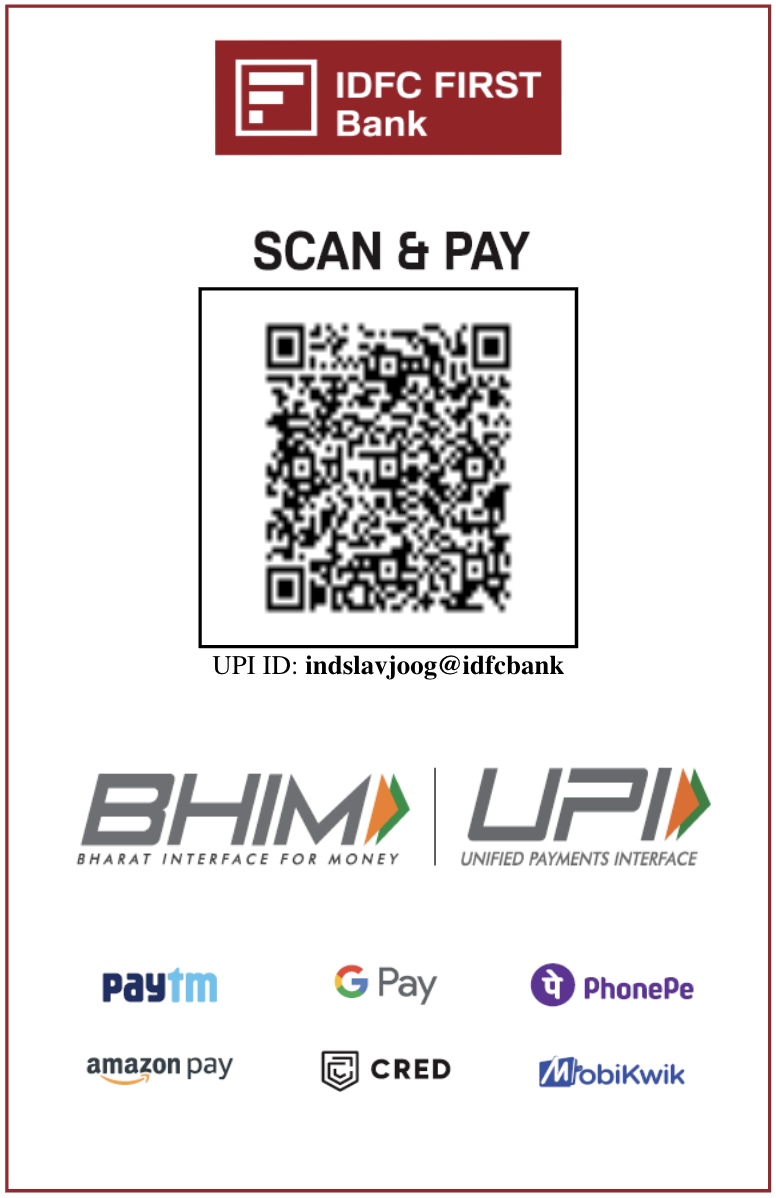 IDFC FIRST
Bank
SCAN & PAY
UPI ID: indslavjoog@idfcbank
BHIM
BHARAT INTERFACE FOR MONEY
UPI
UNIFIED PAYMENTS INTERFACE
paytm
G Pay
पे PhonePe
amazon pay
CRED
MobiKwik